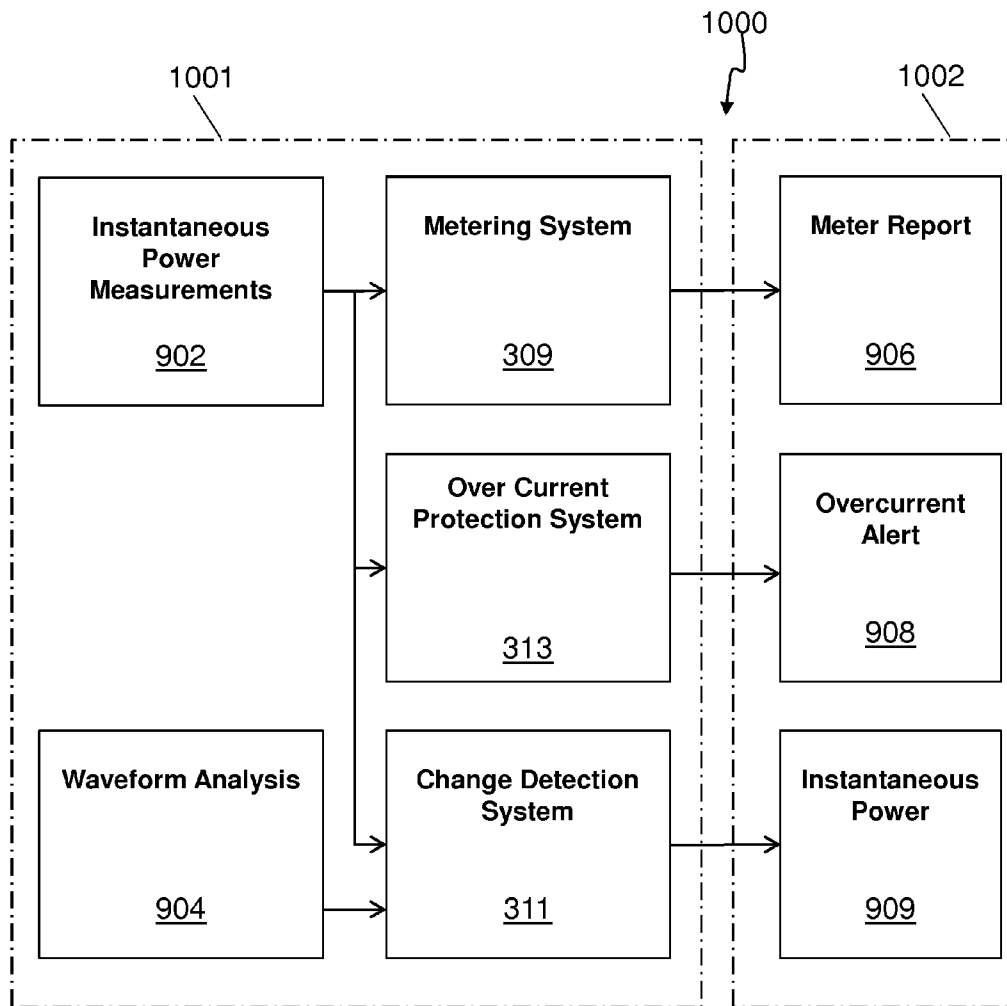 1000
1001
1002
Instantaneous
Power
Measurements
902
Metering System
309
Meter Report
906
Over Current
Protection System
313
Overcurrent
Alert
908
Waveform Analysis
904
Change Detection
System
311
Instantaneous
Power
909